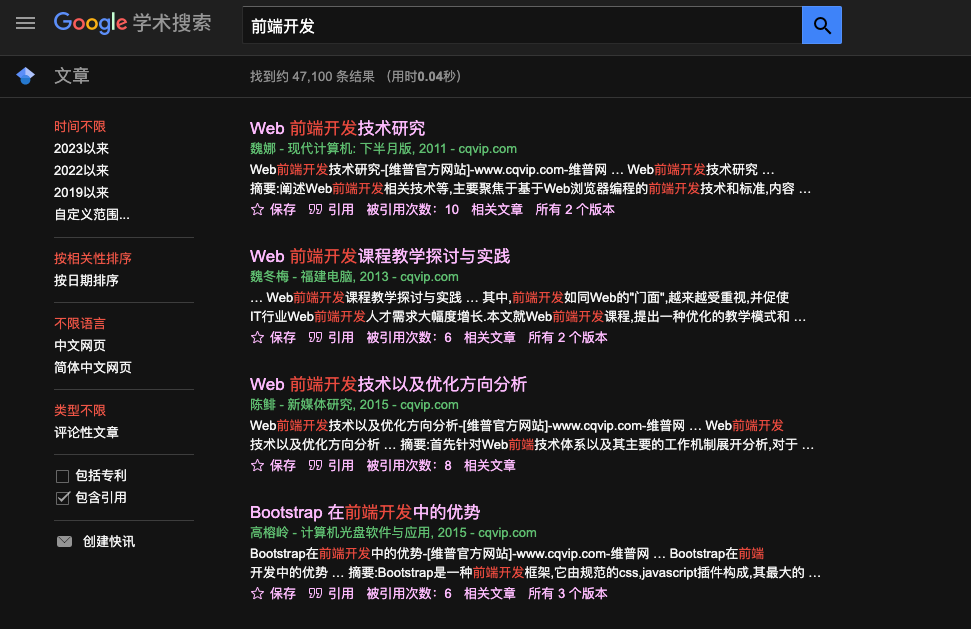 Google 学术搜索
前端开发
文章
找到约 47,100 条结果 （用时0.04秒）
时间不限
2023以来
2022以来
2019以来
自定义范围...
按相关性排序
按日期排序
不限语言
中文网页
简体中文网页
类型不限
评论性文章
包括专利
包含引用
创建快讯
Web 前端开发技术研究
魏娜 - 现代计算机: 下半月版, 2011 - cqvip.com
Web前端开发技术研究-[维普官方网站]-www.cqvip.com-维普网 … Web前端开发技术研究 …
摘要:阐述Web前端开发相关技术等,主要聚焦于基于Web浏览器编程的前端开发技术和标准,内容 …
保存 引用 被引用次数：10 相关文章 所有 2 个版本
Web 前端开发课程教学探讨与实践
魏冬梅 - 福建电脑, 2013 - cqvip.com
… Web前端开发课程教学探讨与实践 … 其中,前端开发如同Web的"门面",越来越受重视,并促使
IT行业Web前端开发人才需求大幅度增长.本文就Web前端开发课程,提出一种优化的教学模式和 …
保存 引用 被引用次数：6 相关文章 所有 2 个版本
Web 前端开发技术以及优化方向分析
陈鲱 - 新媒体研究, 2015 - cqvip.com
Web前端开发技术以及优化方向分析-[维普官方网站]-www.cqvip.com-维普网 … Web前端开发
技术以及优化方向分析 … 摘要:首先针对Web前端技术体系以及其主要的工作机制展开分析,对于 …
保存 引用 被引用次数：8 相关文章
Bootstrap 在前端开发中的优势
高榕岭 - 计算机光盘软件与应用, 2015 - cqvip.com
Bootstrap在前端开发中的优势-[维普官方网站]-www.cqvip.com-维普网 … Bootstrap在前端
开发中的优势 … 摘要:Bootstrap是一种前端开发框架,它由规范的css,javascript插件构成,其最大的 …
保存 引用 被引用次数：6 相关文章 所有 3 个版本